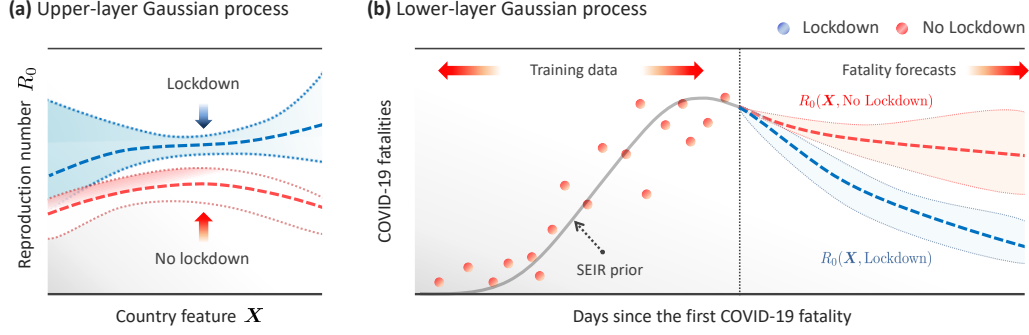 (a) Upper-layer Gaussian process
Reproduction number R₀
Lockdown
No lockdown
Country feature X
(b) Lower-layer Gaussian process
Lockdown
No Lockdown
COVID-19 fatalities
Training data
Fatality forecasts
R₀(X, No Lockdown)
SEIR prior
R₀(X, Lockdown)
Days since the first COVID-19 fatality